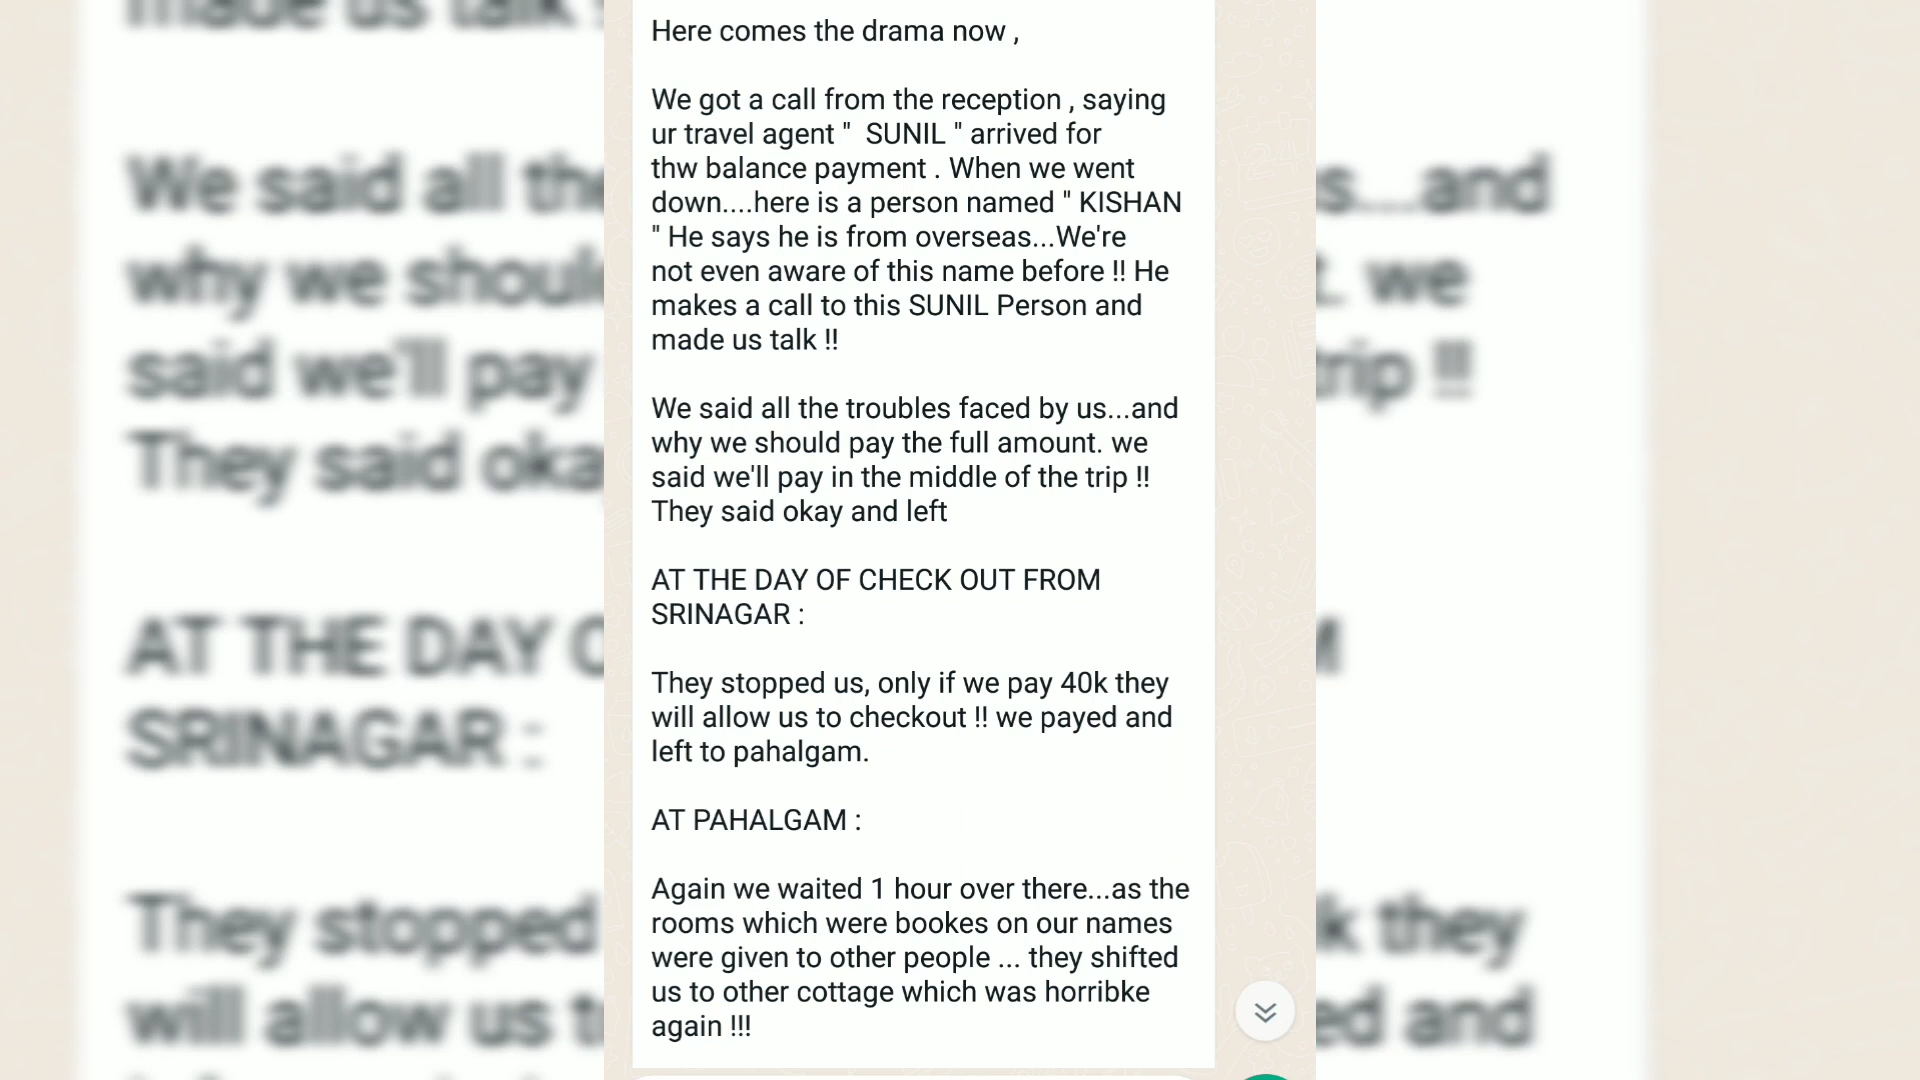 Here comes the drama now ,
We got a call from the reception , saying
ur travel agent "  SUNIL " arrived for
thw balance payment . When we went
down....here is a person named " KISHAN
" He says he is from overseas...We're
not even aware of this name before !! He
makes a call to this SUNIL Person and
made us talk !!
We said all the troubles faced by us...and
why we should pay the full amount. we
said we'll pay in the middle of the trip !!
They said okay and left
AT THE DAY OF CHECK OUT FROM
SRINAGAR :
They stopped us, only if we pay 40k they
will allow us to checkout !! we payed and
left to pahalgam.
AT PAHALGAM :
Again we waited 1 hour over there...as the
rooms which were bookes on our names
were given to other people ... they shifted
us to other cottage which was horribke
again !!!